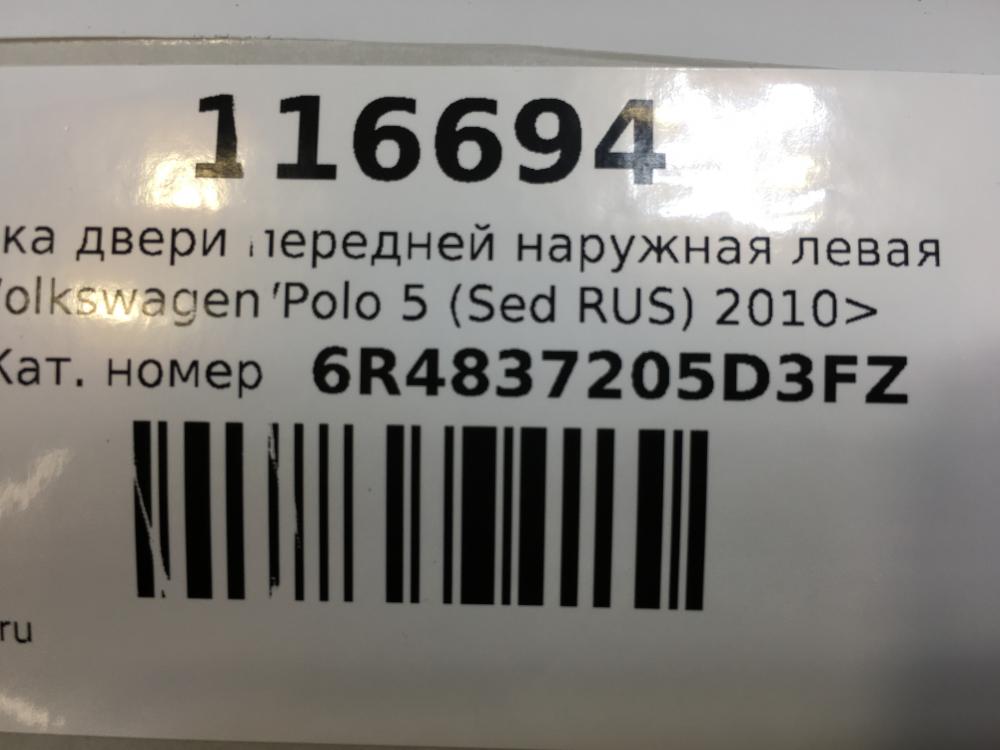 116694
ка двери передней наружная левая
Volkswagen Polo 5 (Sed RUS) 2010>
Кат. номер 6R4837205D3FZ
ru